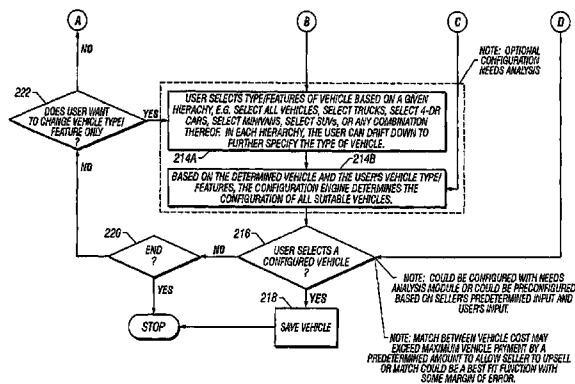 A
B
C
D
NO
NOTE: OPTIONAL
CONFIGURATION
NEEDS ANALYSIS
222
DOES USER WANT
TO CHANGE VEHICLE TYPE/
FEATURE ONLY
?
YES
USER SELECTS TYPE/FEATURES OF VEHICLE BASED ON A GIVEN
HIERACHY, E.G. SELECT ALL VEHICLES, SELECT TRUCKS, SELECT 4-DR
CARS, SELECT MINIVANS, SELECT SUVs, OR ANY COMBINATION
THEREOF. IN EACH HIERARCHY, THE USER CAN DRIFT DOWN TO
FURTHER SPECIFY THE TYPE OF VEHICLE.
214A
214B
NO
BASED ON THE DETERMINED VEHICLE AND THE USER'S VEHICLE TYPE/
FEATURES, THE CONFIGURATION ENGINE DETERMINES THE
CONFIGURATION OF ALL SUITABLE VEHICLES.
220
END
?
NO
216
USER SELECTS A
CONFIGURED VEHICLE
?
YES
YES
218
SAVE VEHICLE
STOP
NOTE: COULD BE CONFIGURED WITH NEEDS
ANALYSIS MODULE OR COULD BE PRECONFIGURED
BASED ON SELLER'S PREDETERMINED INPUT AND
USER'S INPUT.
NOTE: MATCH BETWEEN VEHICLE COST MAY
EXCEED MAXIMUM VEHICLE PAYMENT BY A
PREDETERMINED AMOUNT TO ALLOW SELLER TO UPSELL
OR MATCH COULD BE A BEST FIT FUNCTION WITH
SOME MARGIN OF ERROR.